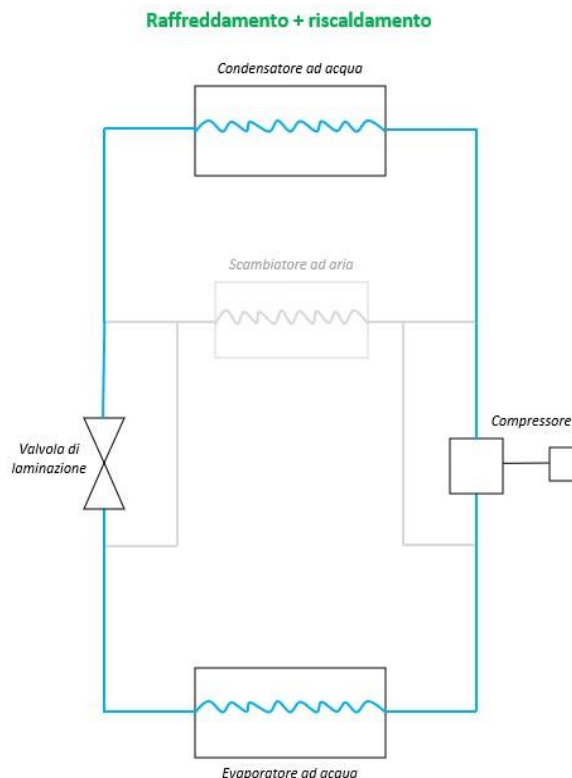 Raffreddamento + riscaldamento
Condensatore ad acqua
Scambiatore ad aria
Compressore
Valvola di
laminazione
Evaporatore ad acqua